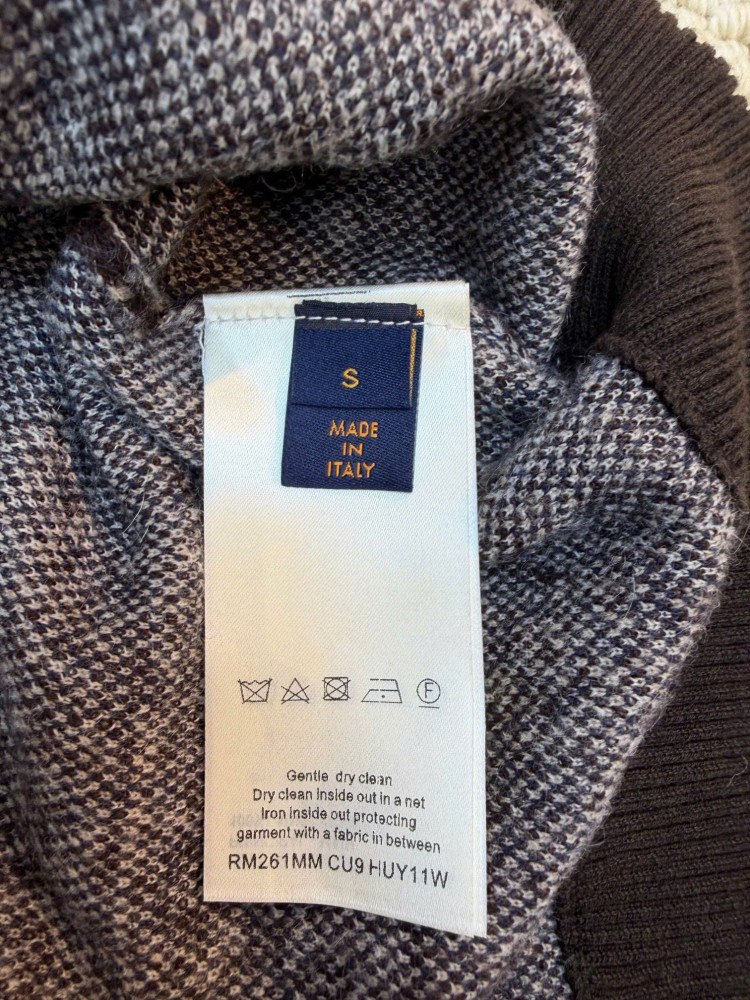 S
MADE
IN
ITALY
F
Gentle dry clean
Dry clean inside out in a net
Iron inside out protecting
garment with a fabric in between
RM261MM CU9 HUY11W